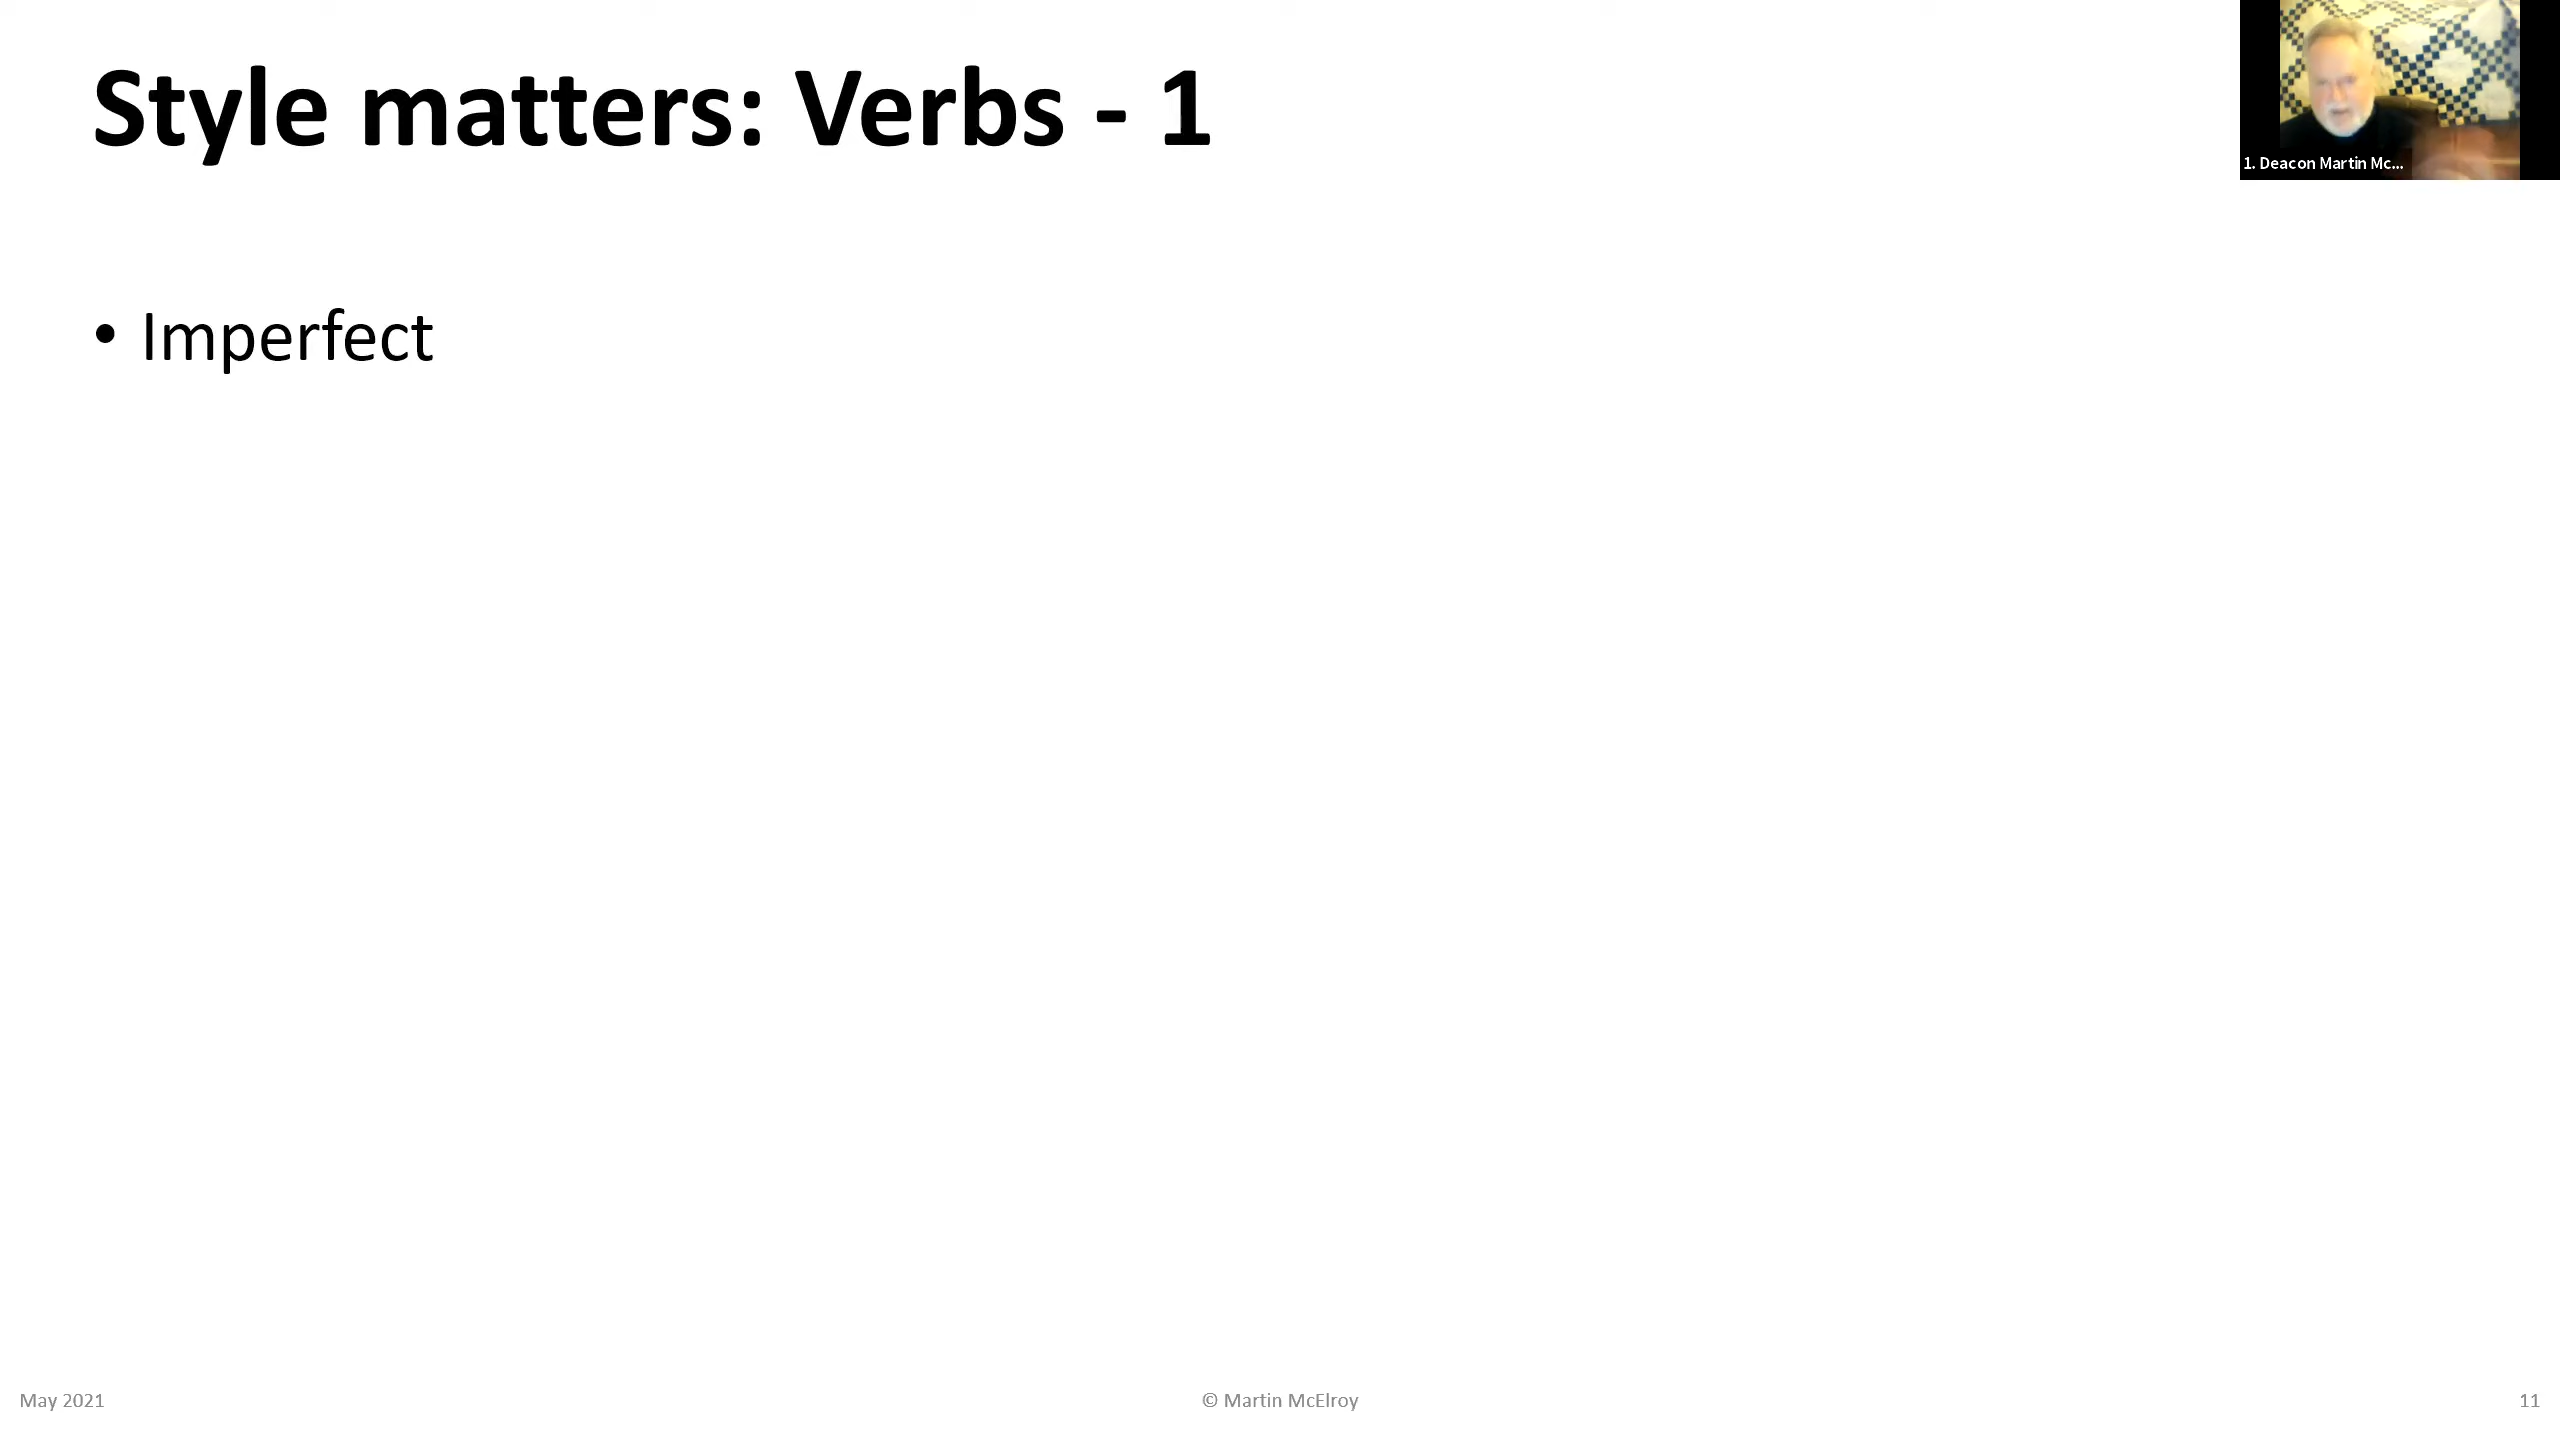 Style matters: Verbs - 1
1. Deacon Martin Mc...
• Imperfect
May 2021
© Martin McElroy
11